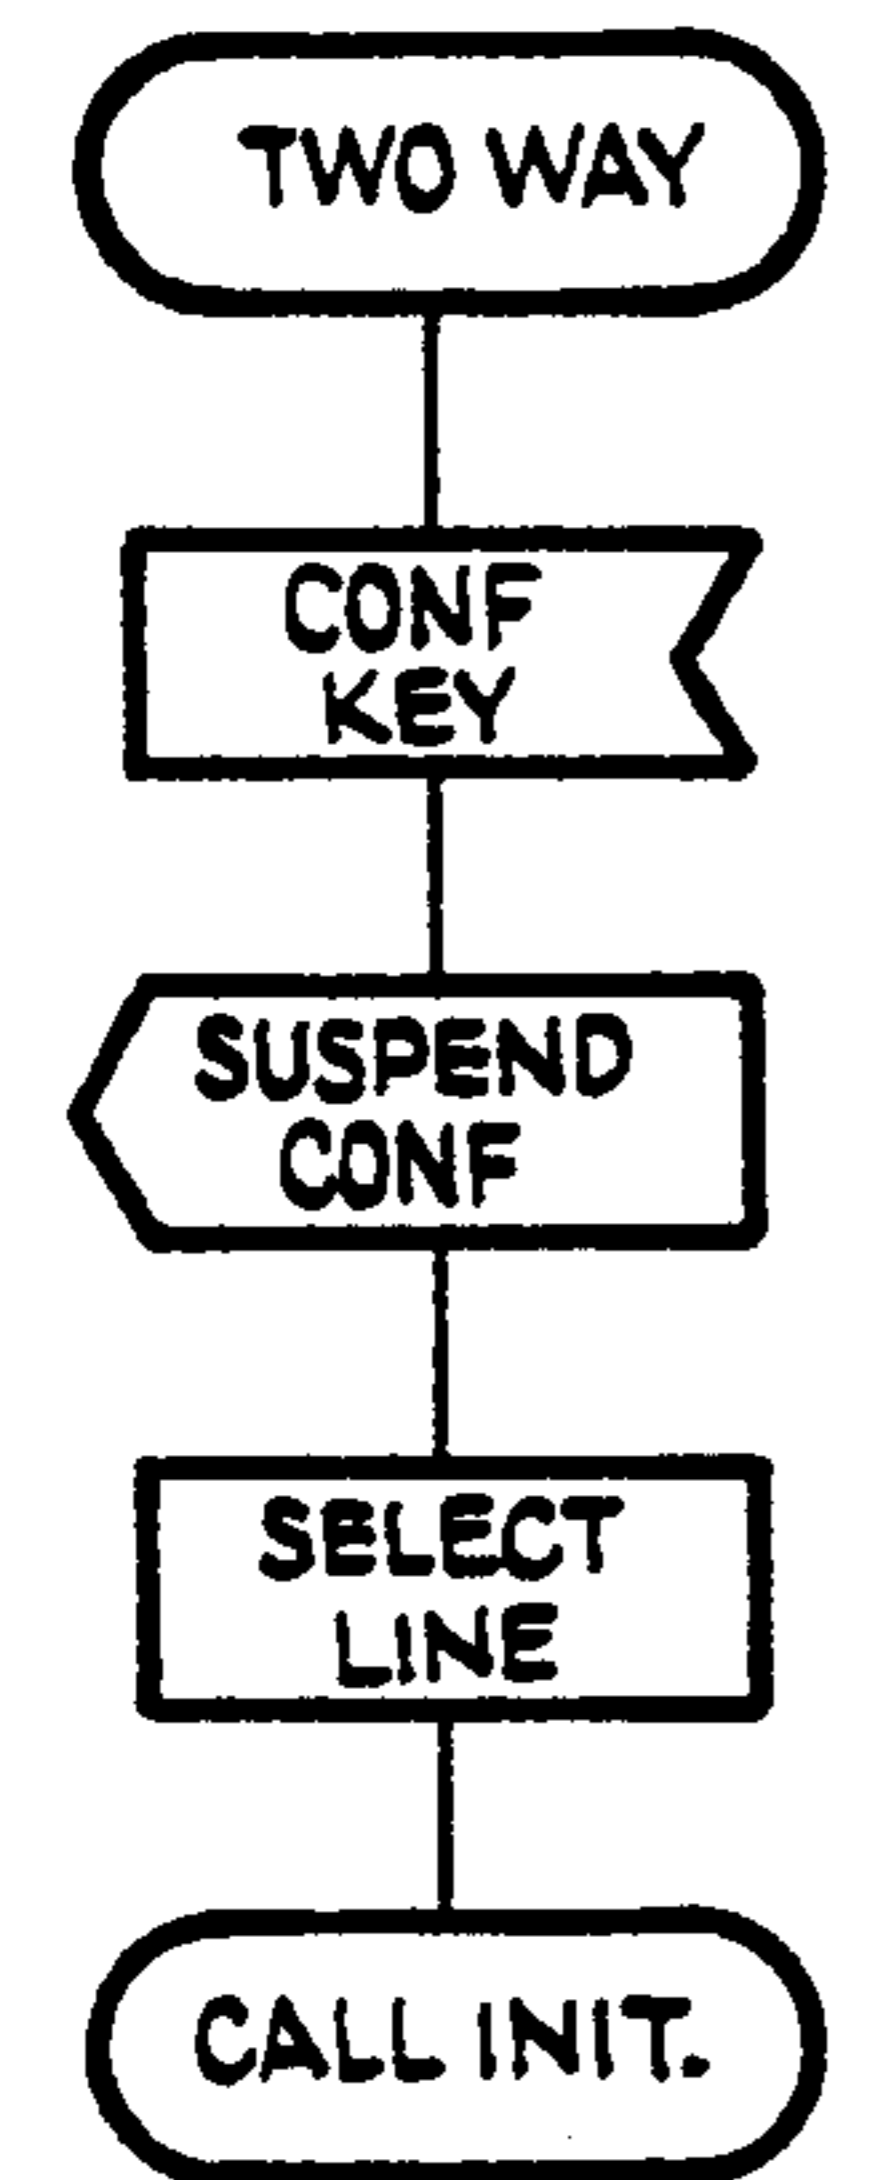 TWO WAY
CONF
KEY
SUSPEND
CONF
SELECT
LINE
CALL INIT.